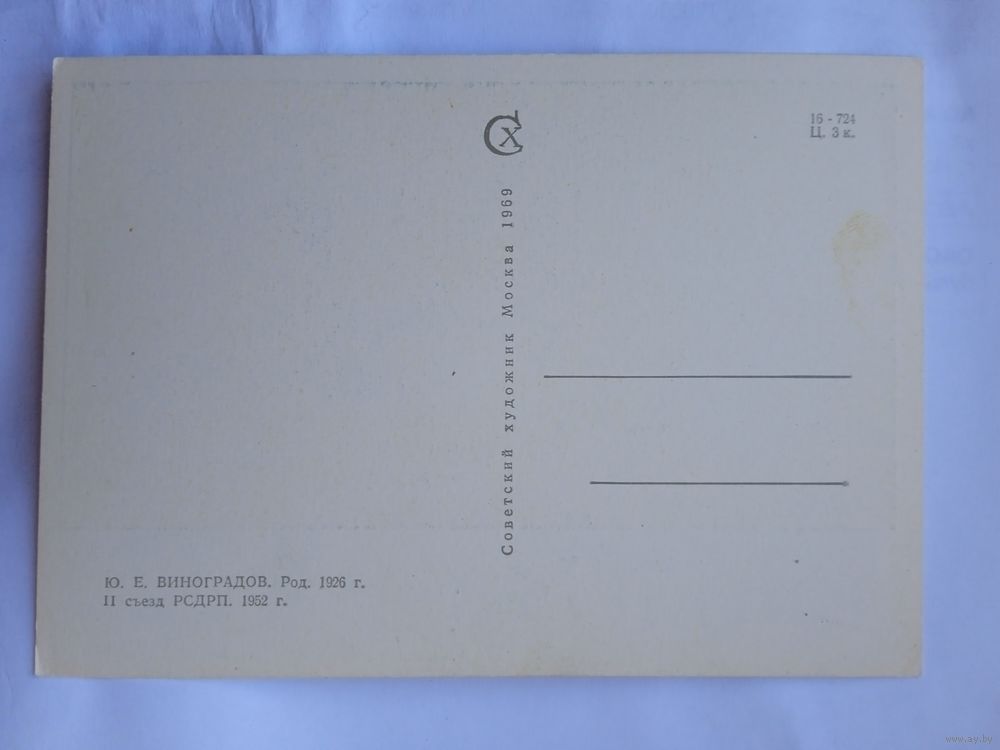 СХ
16 - 724
Ц. 3 к.
Советский художник Москва 1969
Ю. Е. ВИНОГРАДОВ. Род. 1926 г.
II съезд РСДРП. 1952 г.
www.ay.by